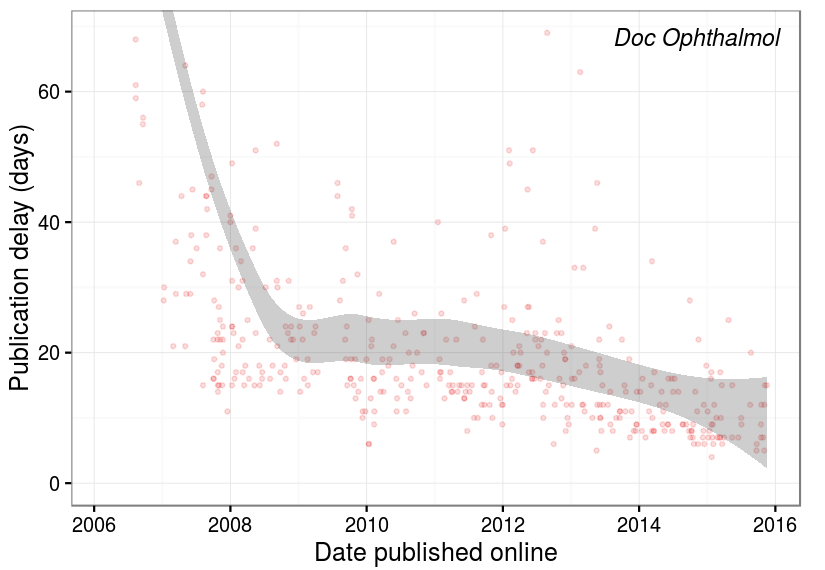 Doc Ophthalmol
Publication delay (days)
60
40
20
0
2006 2008 2010 2012 2014 2016
Date published online